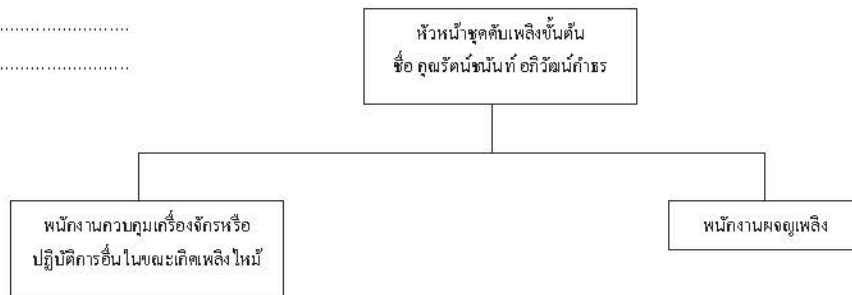 หัวหน้าชุดดับเพลิงขั้นต้น
ชื่อ คุณรัตน์ชนันท์ อภิวัฒน์กำธร
พนักงานควบคุมเครื่องจักรหรือ
ปฏิบัติการอื่นในขณะเกิดเพลิงไหม้
พนักงานผจญเพลิง